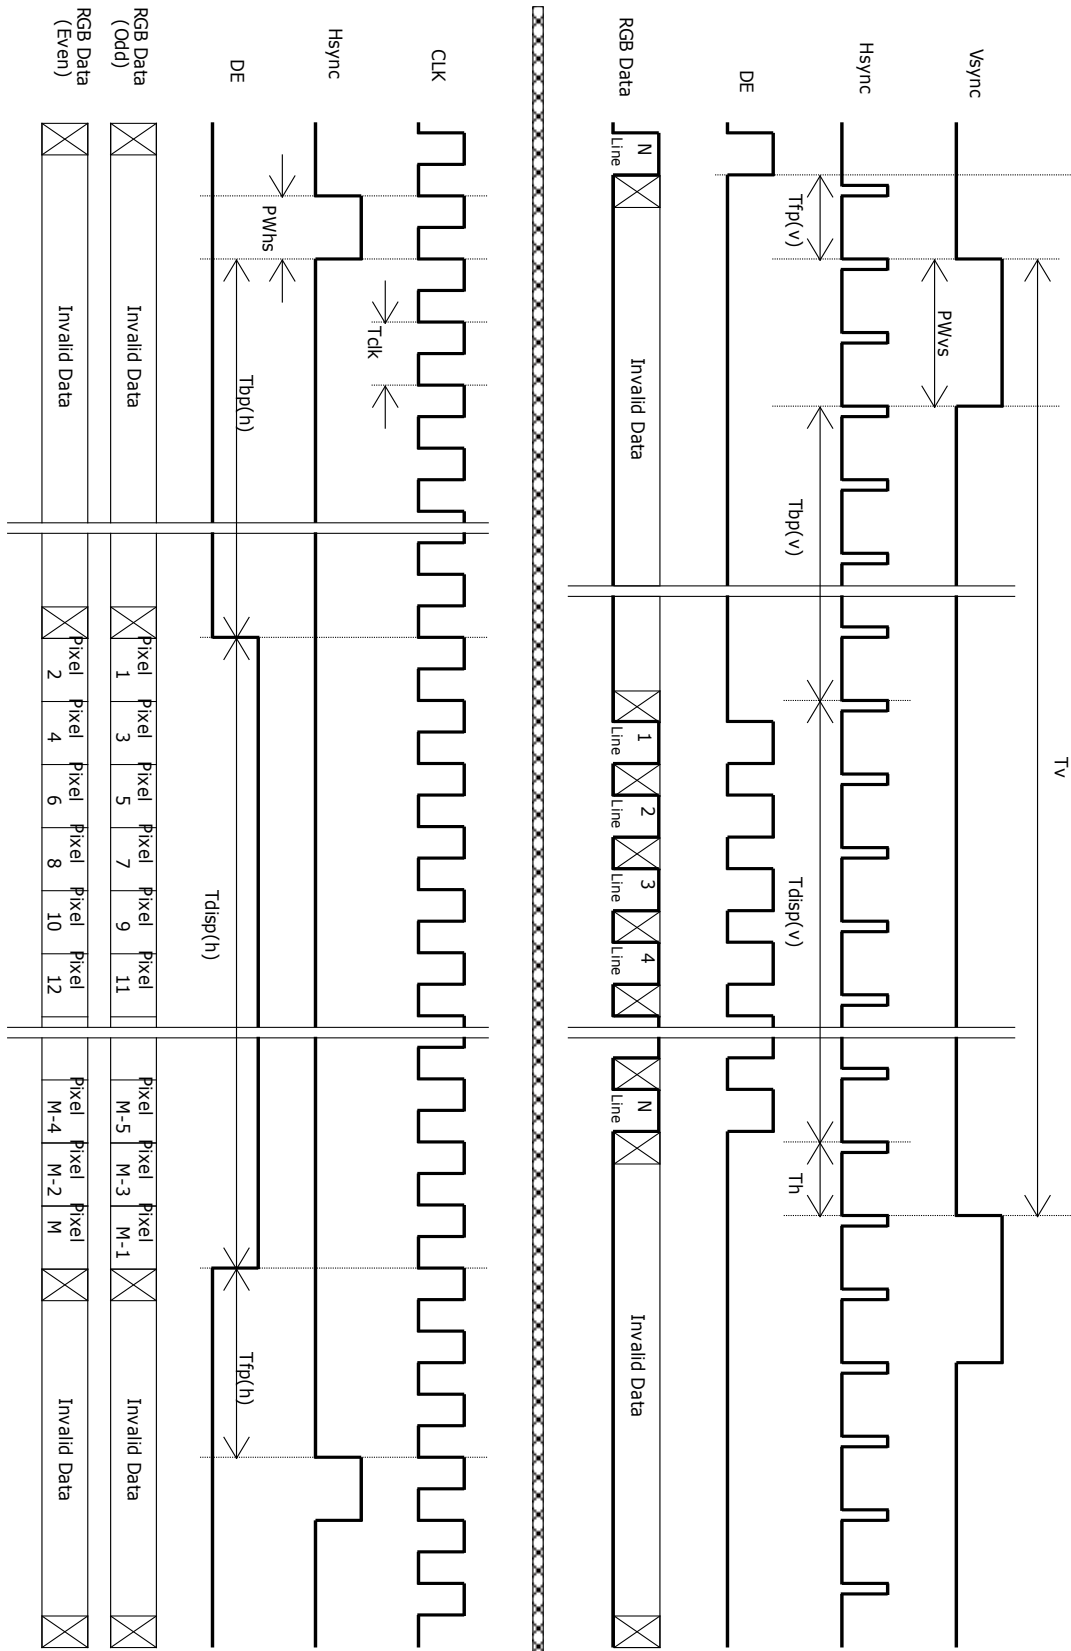 Vsync
Tv
PWvs
Hsync
Tfp(v)
Tbp(v)
Tdisp(v)
Th
DE
RGB Data
N
Line
Invalid Data
1
Line
2
Line
3
Line
4
Line
N
Line
Invalid Data
CLK
Tclk
Hsync
PWhs
DE
Tbp(h)
Tdisp(h)
Tfp(h)
RGB Data
(Odd)
Invalid Data
Pixel
1
Pixel
3
Pixel
5
Pixel
7
Pixel
9
Pixel
11
Pixel
M-5
Pixel
M-3
Pixel
M-1
Invalid Data
RGB Data
(Even)
Invalid Data
Pixel
2
Pixel
4
Pixel
6
Pixel
8
Pixel
10
Pixel
12
Pixel
M-4
Pixel
M-2
Pixel
M
Invalid Data